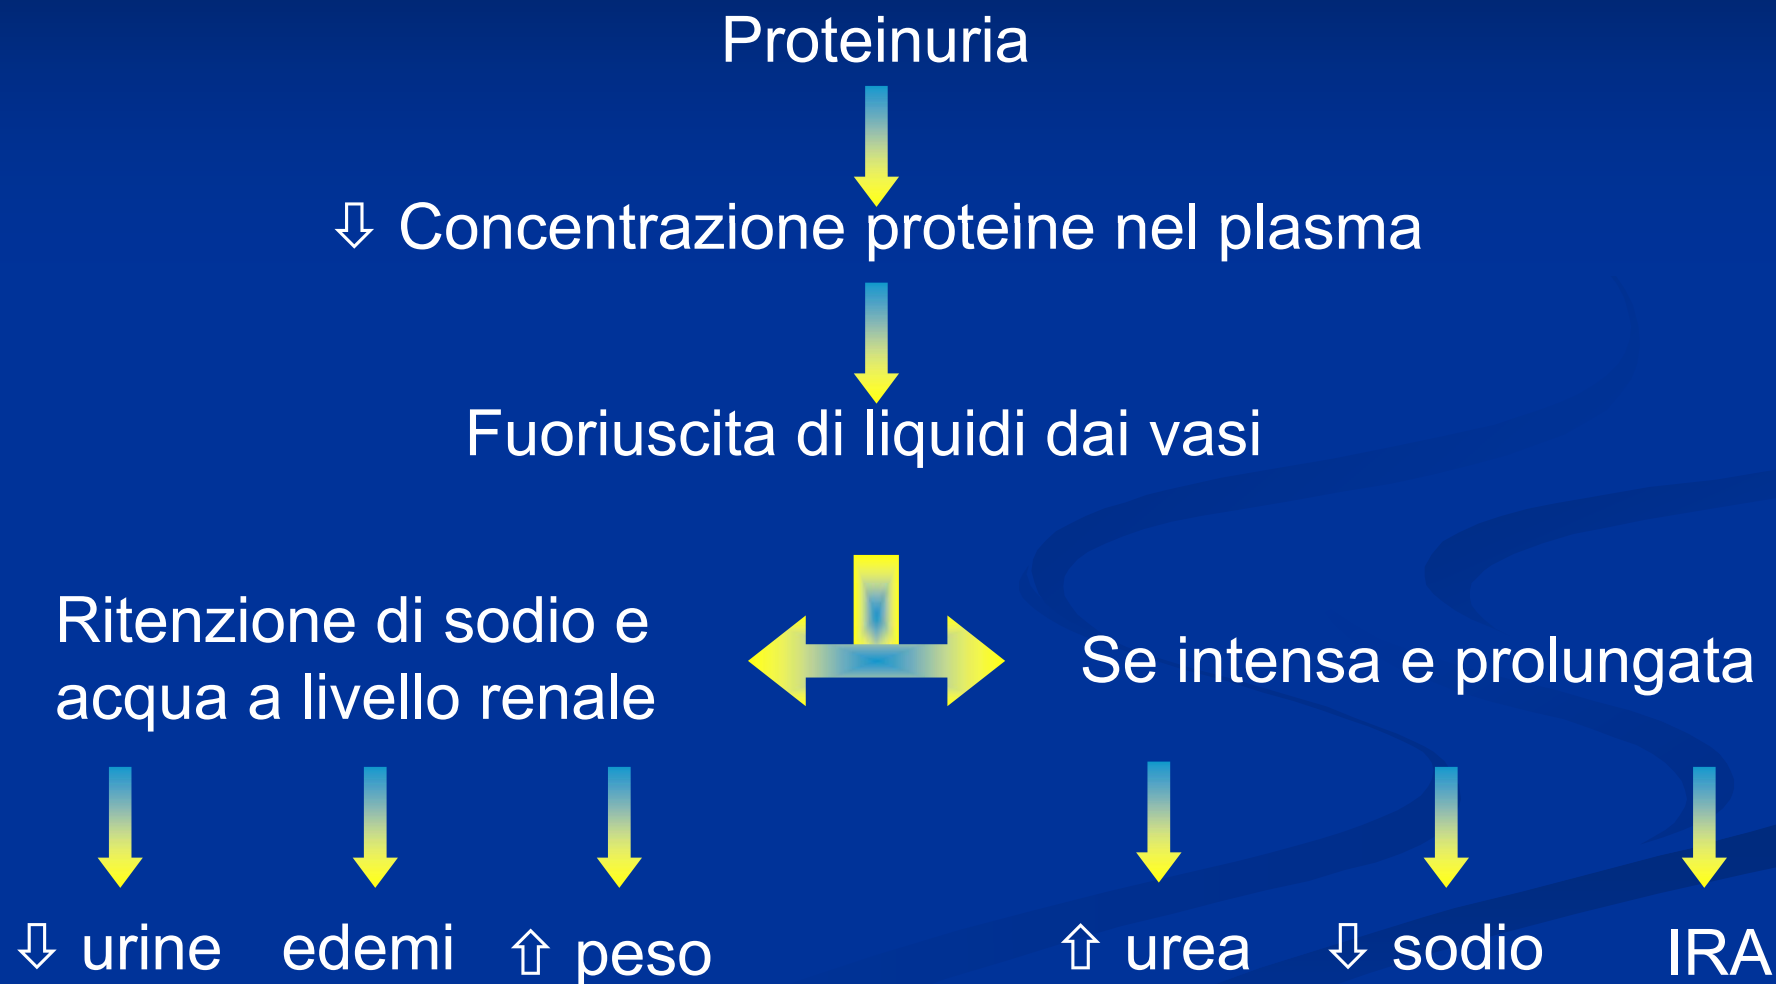 Proteinuria
⇩ Concentrazione proteine nel plasma
Fuoriuscita di liquidi dai vasi
Ritenzione di sodio e
acqua a livello renale
Se intensa e prolungata
⇩ urine
edemi
⇧ peso
⇧ urea
⇩ sodio
IRA